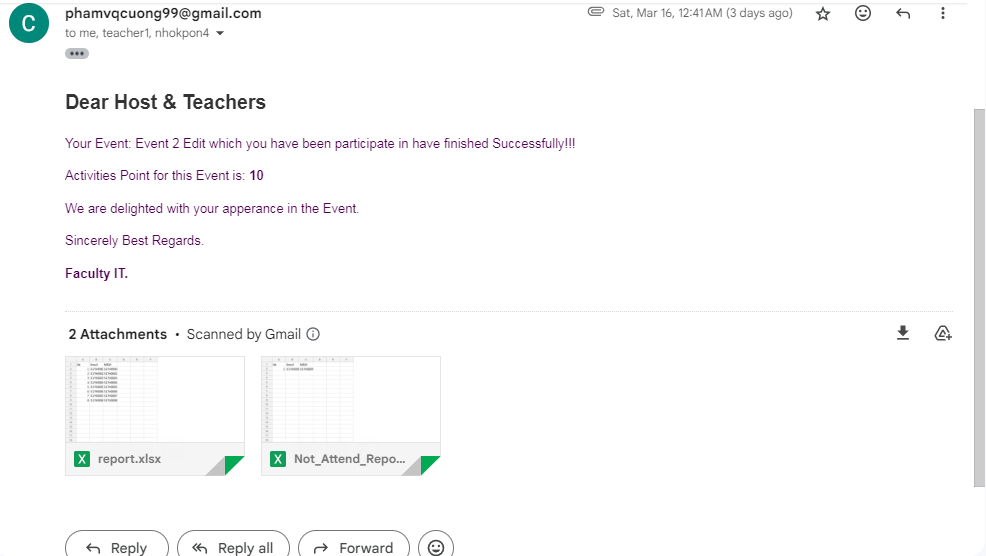 C
phamvqcuong99@gmail.com
Sat, Mar 16, 12:41 AM (3 days ago)
to me, teacher1, nhokpon4
Dear Host & Teachers
Your Event: Event 2 Edit which you have been participate in have finished Successfully!!!
Activities Point for this Event is: 10
We are delighted with your apperance in the Event.
Sincerely Best Regards.
Faculty IT.
2 Attachments • Scanned by Gmail
X report.xlsx
X Not_Attend_Repo...
Reply
Reply all
Forward